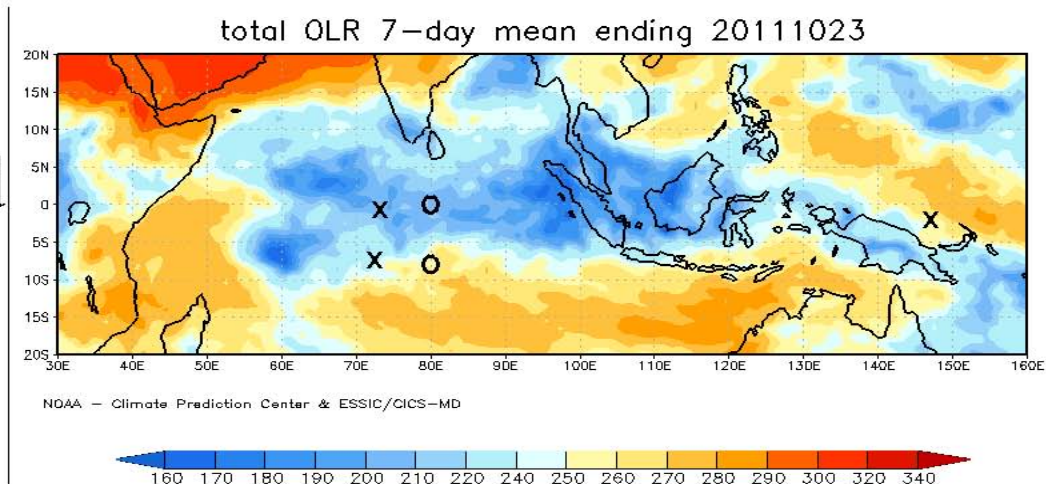 total OLR 7-day mean ending 20111023
20N
15N
10N
5N
0
5S
10S
15S
20S
X
O
X
X
O
30E 40E 50E 60E 70E 80E 90E 100E 110E 120E 130E 140E 150E 160E
NOAA – Climate Prediction Center & ESSIC/CICS-MD
160 170 180 190 200 210 220 240 250 260 270 280 290 300 310 320 340